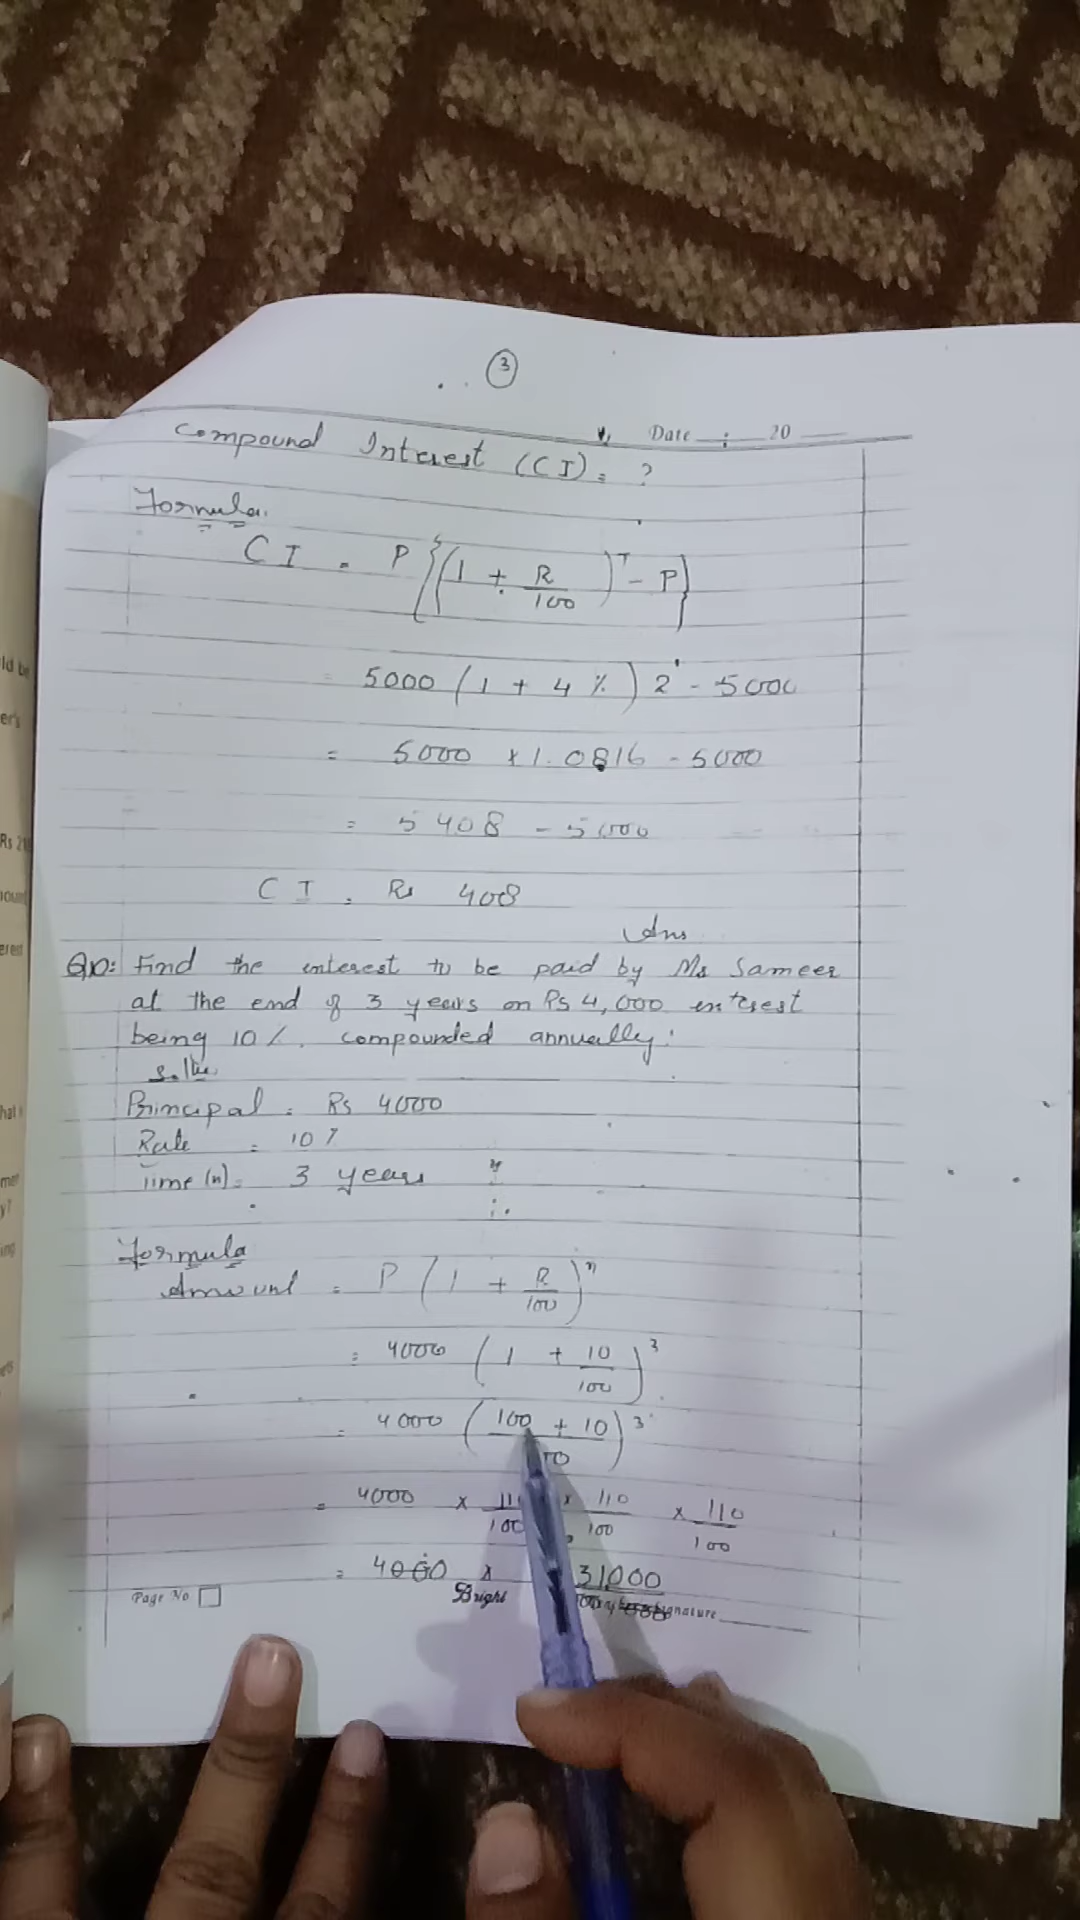 3
Date 20
Compound Interest (CI) = ?
Formula
CI = P {(1 + R/100)^T - P}
= 5000 (1 + 4 %) 2 - 5000
= 5000 x 1.0816 - 5000
= 5408 - 5000
CI = Rs 408
Ans
Find the interest to be paid by Mr Sameer
at the end of 3 years on Rs 4,000 interest
being 10 %. compounded annually:
Principal = Rs 4000
Rate = 10 %
Time (n) = 3 years
Formula
Amount = P (1 + R/100)^n
= 4000 (1 + 10/100)^3
= 4000 (100 + 10)^3
= 4000 x 110/100 x 110/100 x 110/100
= 4000 x 31000
Page No Bright Signature